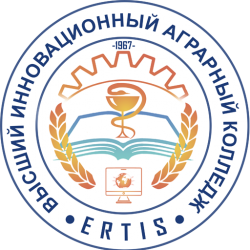 ВЫСШИЙ ИННОВАЦИОННЫЙ АГРАРНЫЙ КОЛЛЕДЖ
-1967-
• ERTIS •